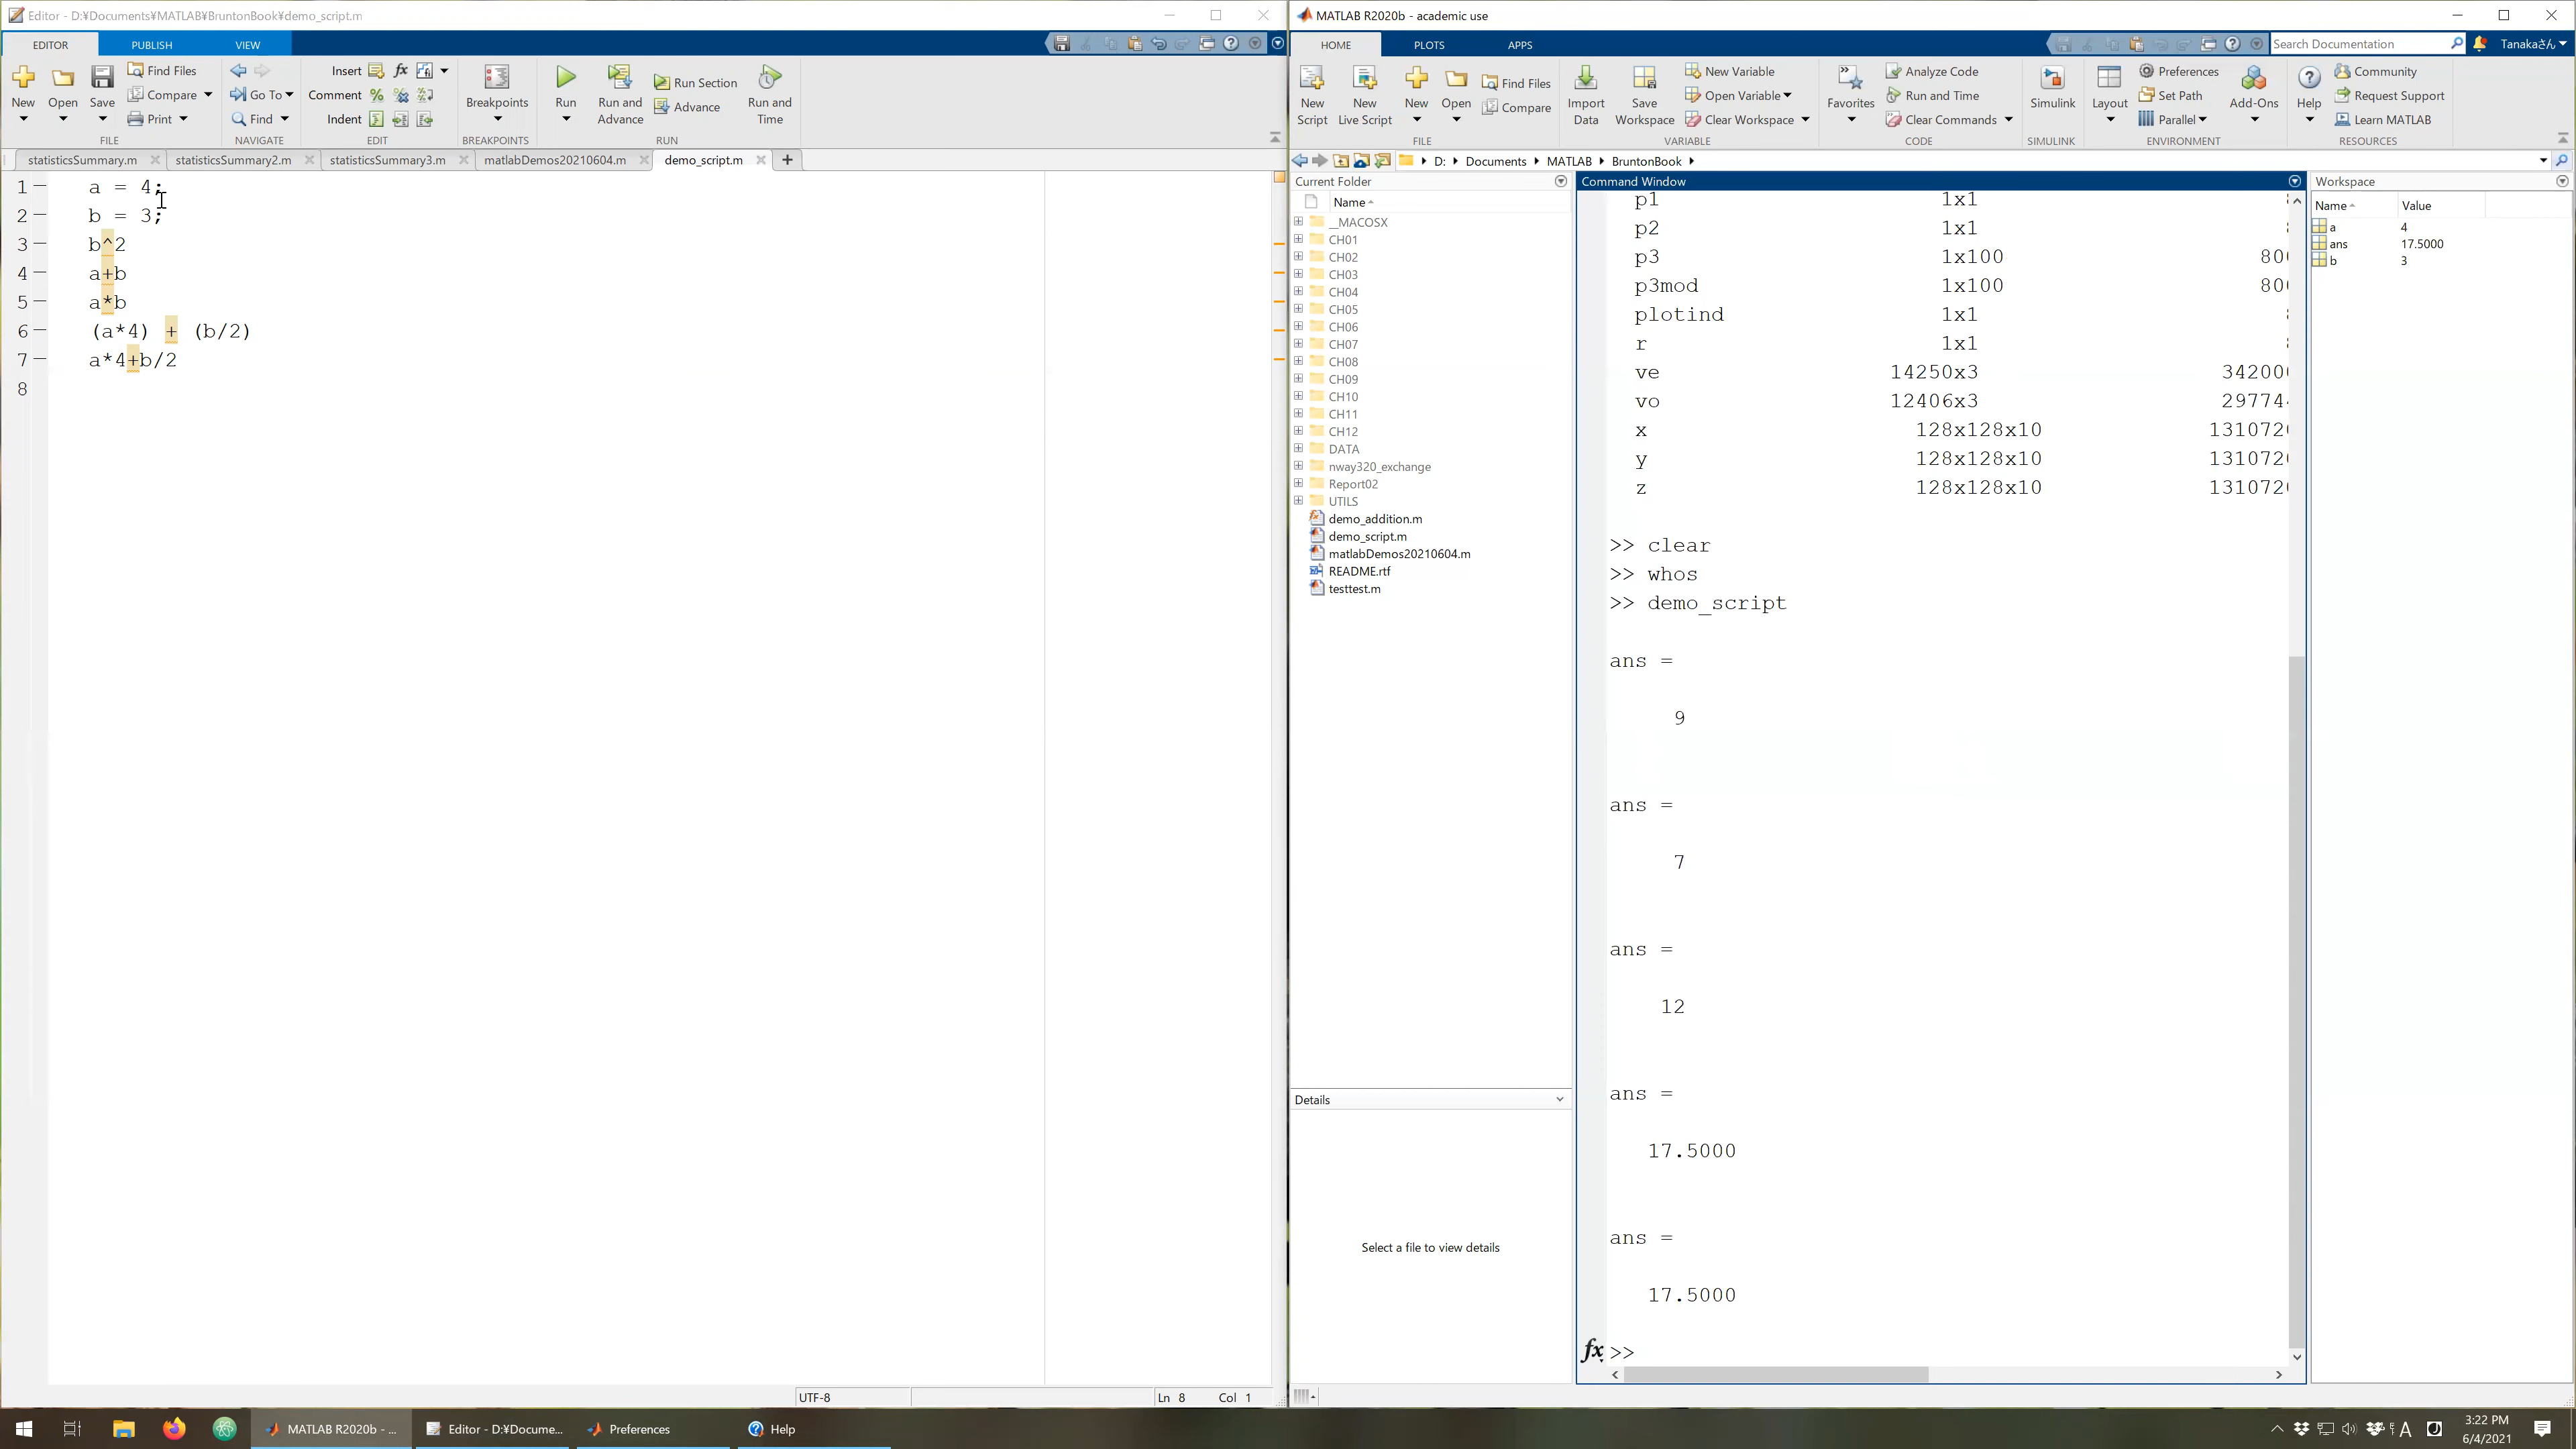 Editor - D:¥Documents¥MATLAB¥BruntonBook¥demo_script.m
EDITOR PUBLISH VIEW
New Open Save
Find Files
Compare
Print
FILE
Go To
Find
NAVIGATE
Insert fx
Comment
Indent
EDIT
Breakpoints
BREAKPOINTS
Run
Run and Advance
Run Section
Advance
Run and Time
RUN
statisticsSummary.m statisticsSummary2.m statisticsSummary3.m matlabDemos20210604.m demo_script.m
1 a = 4;
2 b = 3;
3 b^2
4 a+b
5 a*b
6 (a*4) + (b/2)
7 a*4+b/2
8
UTF-8 Ln 8 Col 1
MATLAB R2020b - academic use
HOME PLOTS APPS
Search Documentation
Tanakaさん
New Script
New Live Script
New Open
Find Files
Compare
FILE
Import Data
Save Workspace
New Variable
Open Variable
Clear Workspace
VARIABLE
Favorites
Analyze Code
Run and Time
Clear Commands
CODE
Simulink
SIMULINK
Layout
Preferences
Set Path
Parallel
Add-Ons
ENVIRONMENT
Help
Community
Request Support
Learn MATLAB
RESOURCES
D: Documents MATLAB BruntonBook
Current Folder
Name
__MACOSX
CH01
CH02
CH03
CH04
CH05
CH06
CH07
CH08
CH09
CH10
CH11
CH12
DATA
nway320_exchange
Report02
UTILS
demo_addition.m
demo_script.m
matlabDemos20210604.m
README.rtf
testtest.m
Details
Select a file to view details
Command Window
p1 1x1
p2 1x1
p3 1x100 800
p3mod 1x100 800
plotind 1x1
r 1x1
ve 14250x3 342000
vo 12406x3 29774
x 128x128x10 1310720
y 128x128x10 1310720
z 128x128x10 1310720
>> clear
>> whos
>> demo_script
ans =
9
ans =
7
ans =
12
ans =
17.5000
ans =
17.5000
fx >>
Workspace
Name Value
a 4
ans 17.5000
b 3
MATLAB R2020b - ...
Editor - D:¥Docume...
Preferences
Help
A
3:22 PM
6/4/2021